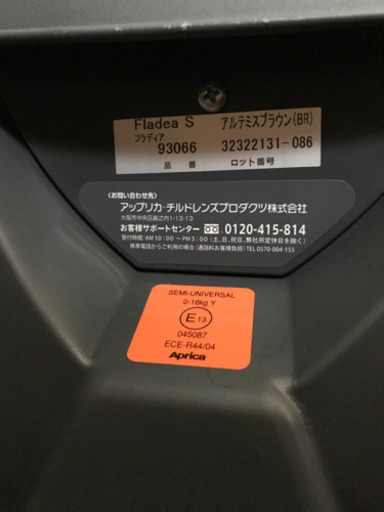 Fladea S アルテミスブラウン(BR)
フラディア
93066 32322131-086
品 番 ロット番号
<お問い合わせ先>
アップリカ・チルドレンズプロダクツ株式会社
大阪市中央区島之内1-13-13
お客様サポートセンター 0120-415-814
受付時間:AM10:00〜PM5:00(土、日、祝日、弊社所定休日を除く)
携帯電話からご利用の場合(通話料お客様負担) TEL 0570-004-155
SEMI-UNIVERSAL
0-18kg Y
E 13
045087
ECE-R44/04
Aprica